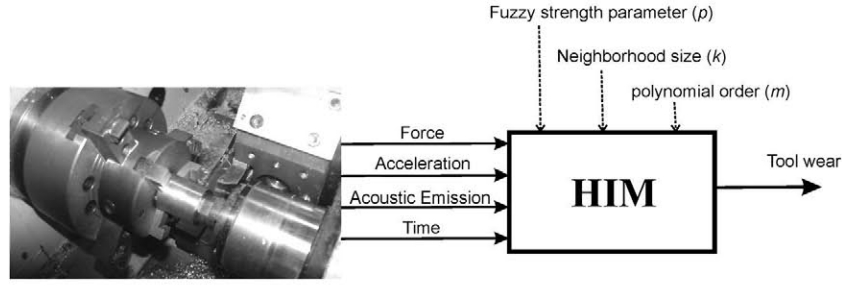 Fuzzy strength parameter (p)
Neighborhood size (k)
polynomial order (m)
Force
Acceleration
Acoustic Emission
Time
HIM
Tool wear